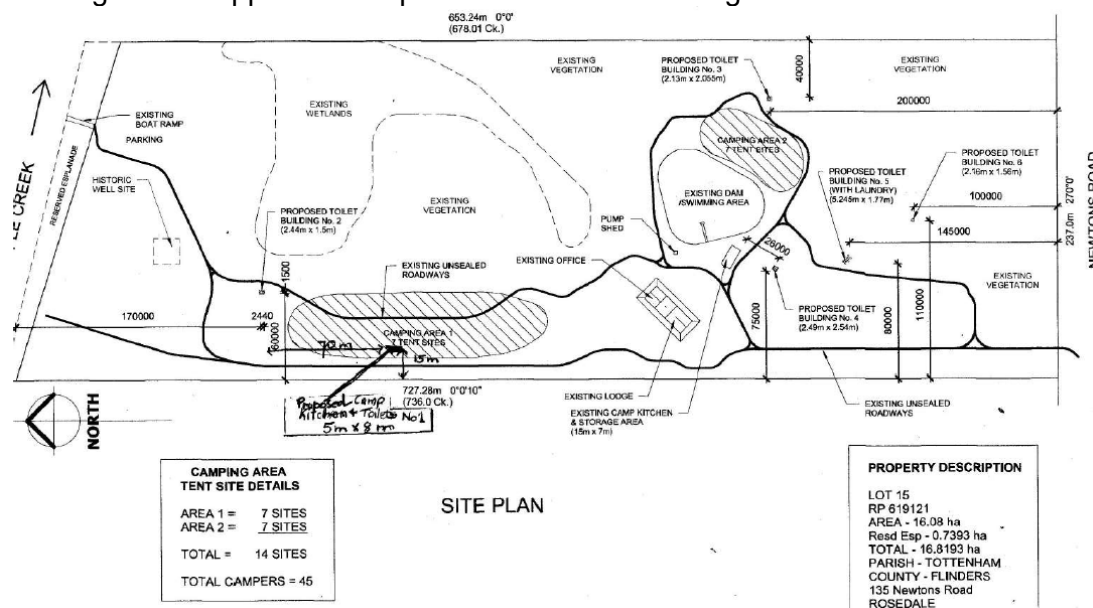 653.24m 0°0'
(678.01 Ck.)
EXISTING
VEGETATION
PROPOSED TOILET
BUILDING No. 3
(2.13m x 2.055m)
40000
EXISTING
VEGETATION
200000
EXISTING
BOAT RAMP
PARKING
EXISTING
WETLANDS
CAMPING AREA 2
7 TENT SITES
PROPOSED TOILET
BUILDING No. 6
(2.16m x 1.56m)
CREEK
RESERVED ESPLANADE
HISTORIC
WELL SITE
EXISTING
VEGETATION
EXISTING DAM
/SWIMMING AREA
PROPOSED TOILET
BUILDING No. 5
(WITH LAUNDRY)
(5.245m x 1.77m)
100000
270°0'
237.0m
NEWTONS ROAD
PROPOSED TOILET
BUILDING No. 2
(2.44m x 1.5m)
PUMP
SHED
145000
26000
EXISTING OFFICE
EXISTING UNSEALED
ROADWAYS
1500
EXISTING
VEGETATION
170000
2440
60000
CAMPING AREA 1
7 TENT SITES
70m
15m
75000
PROPOSED TOILET
BUILDING No. 4
(2.49m x 2.54m)
80000
110000
727.28m 0°0'10"
(736.0 Ck.)
Proposed Camp
Kitchen + Toilets No1
5m x 8m
EXISTING LODGE
EXISTING CAMP KITCHEN
& STORAGE AREA
(15m x 7m)
EXISTING UNSEALED
ROADWAYS
NORTH
CAMPING AREA
TENT SITE DETAILS
AREA 1 = 7 SITES
AREA 2 = 7 SITES
TOTAL = 14 SITES
TOTAL CAMPERS = 45
SITE PLAN
PROPERTY DESCRIPTION
LOT 15
RP 619121
AREA - 16.08 ha
Resd Esp - 0.7393 ha
TOTAL - 16.8193 ha
PARISH - TOTTENHAM
COUNTY - FLINDERS
135 Newtons Road
ROSEDALE